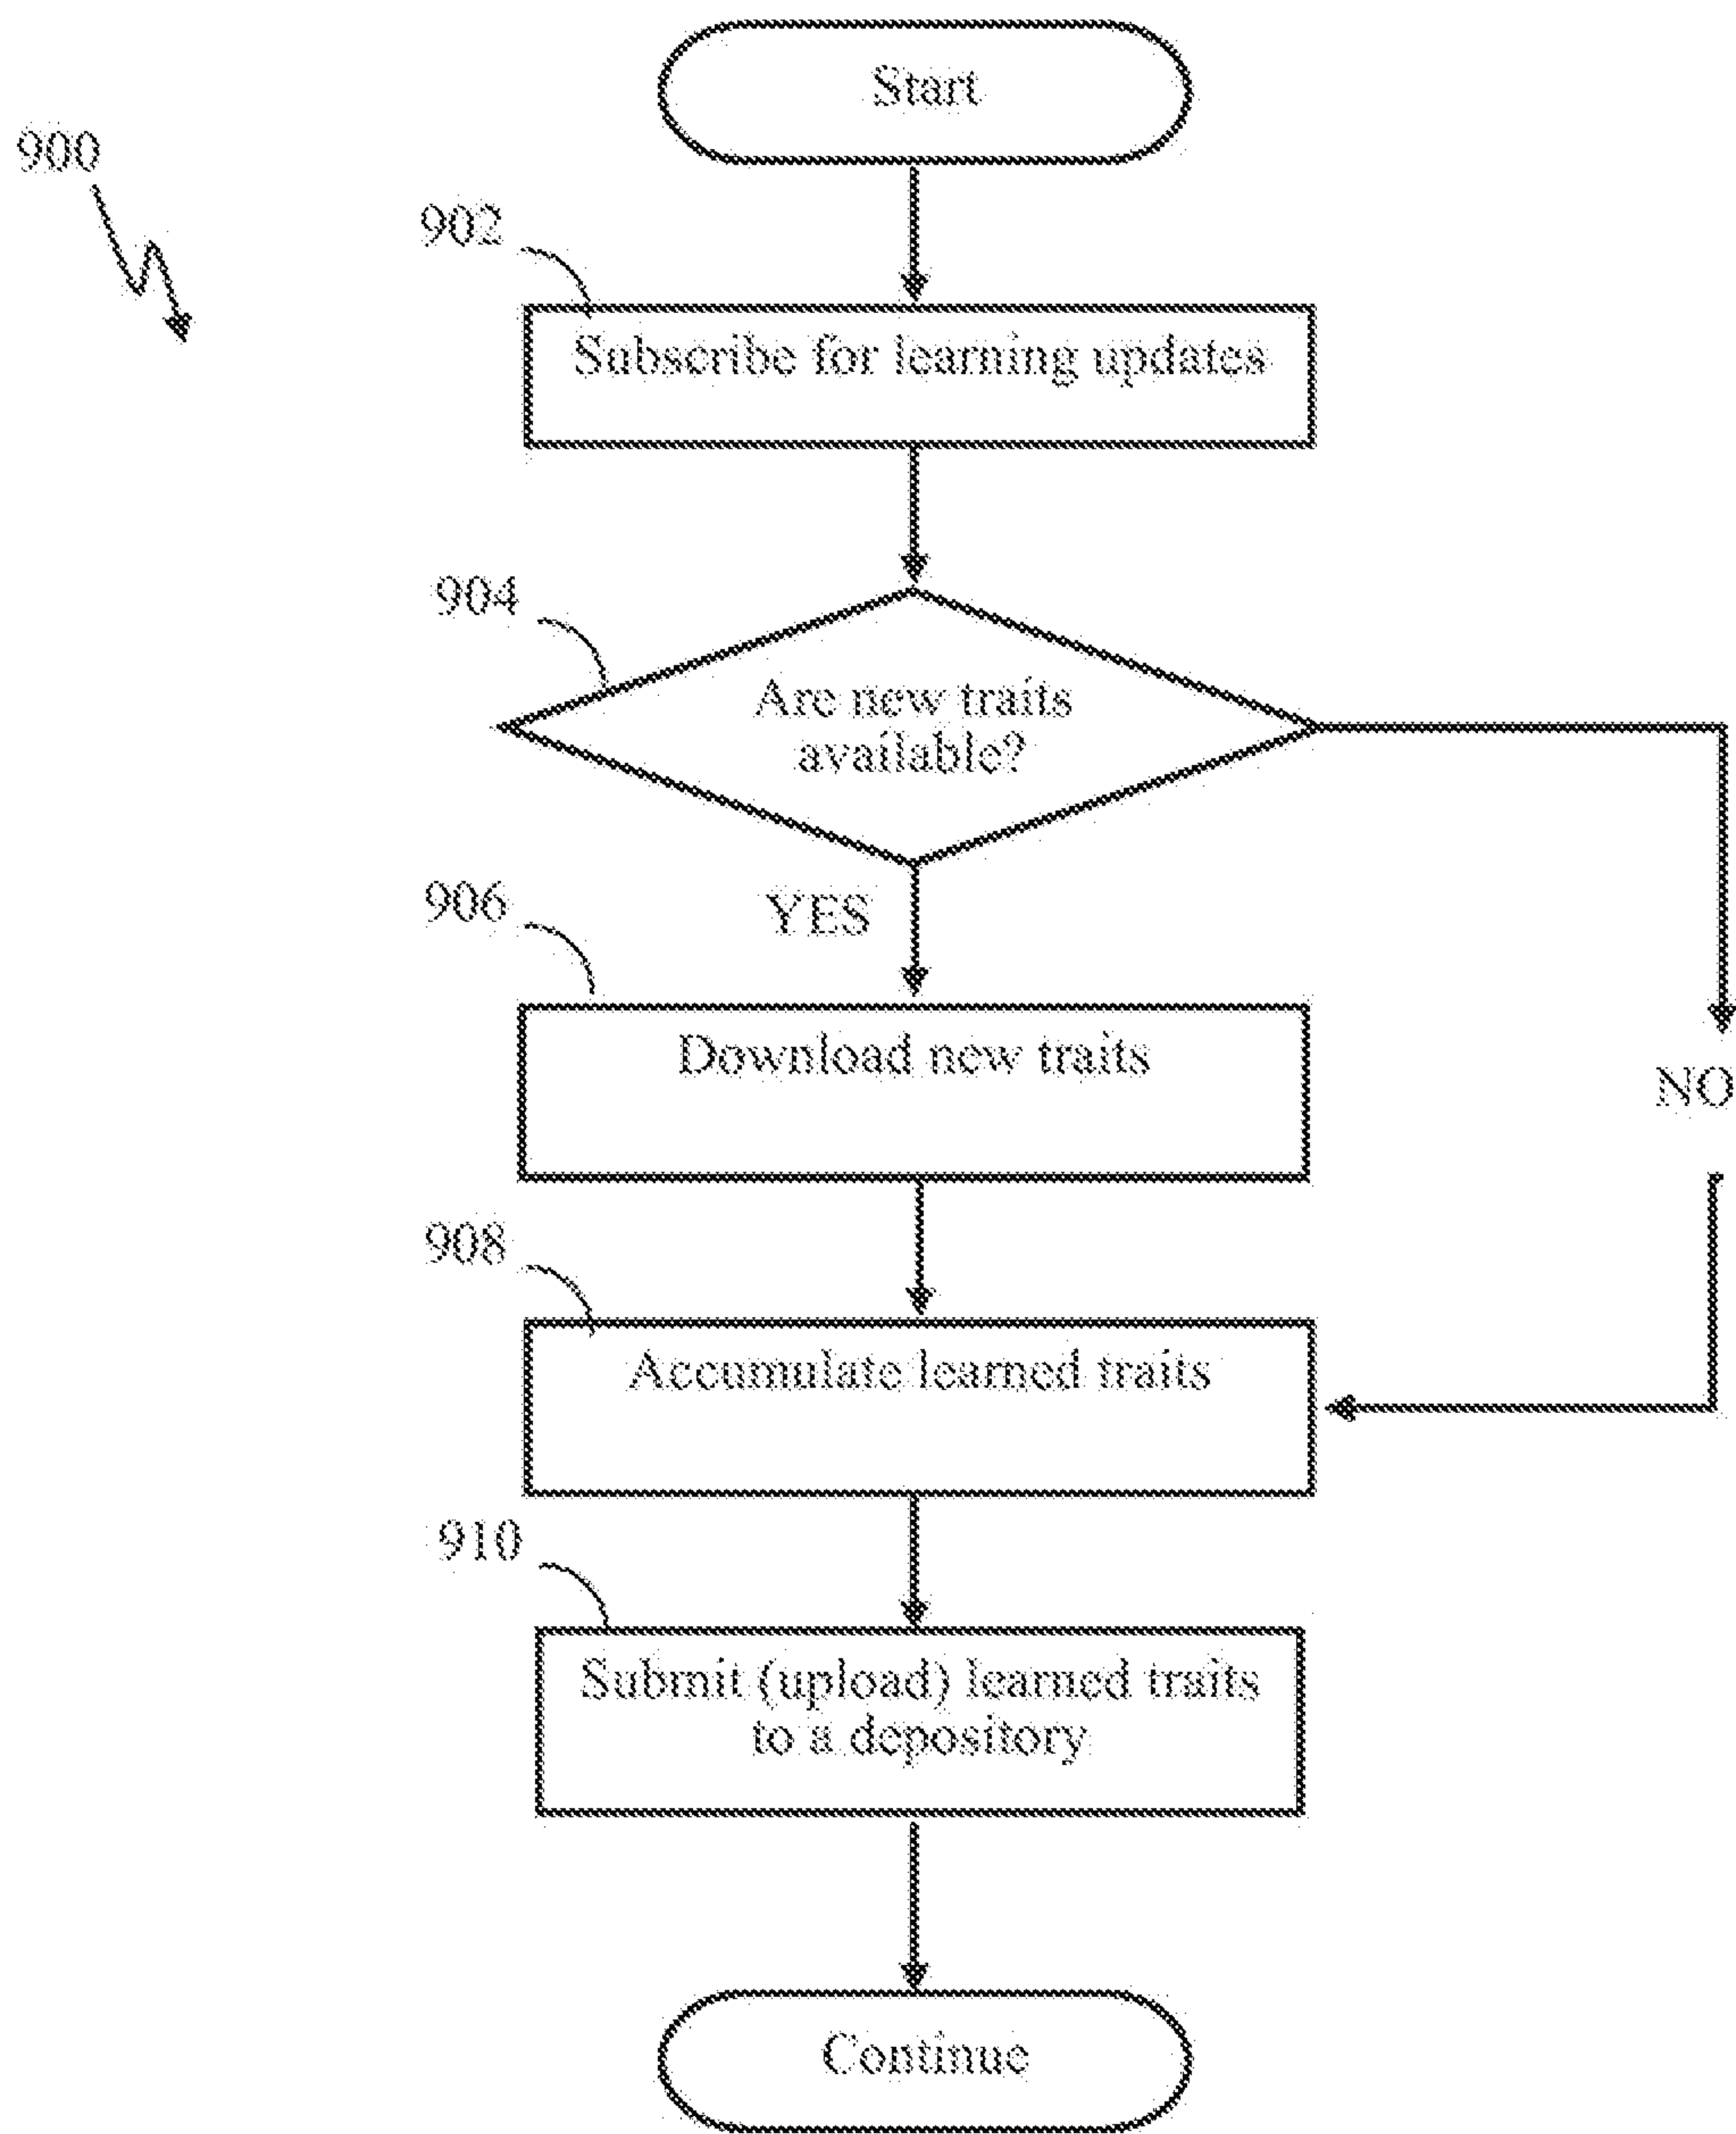 Start
900
902
Subscribe for learning updates
904
Are new traits
available?
906
YES
Download new traits
NO
908
Accumulate learned traits
910
Submit (upload) learned traits
to a depository
Continue